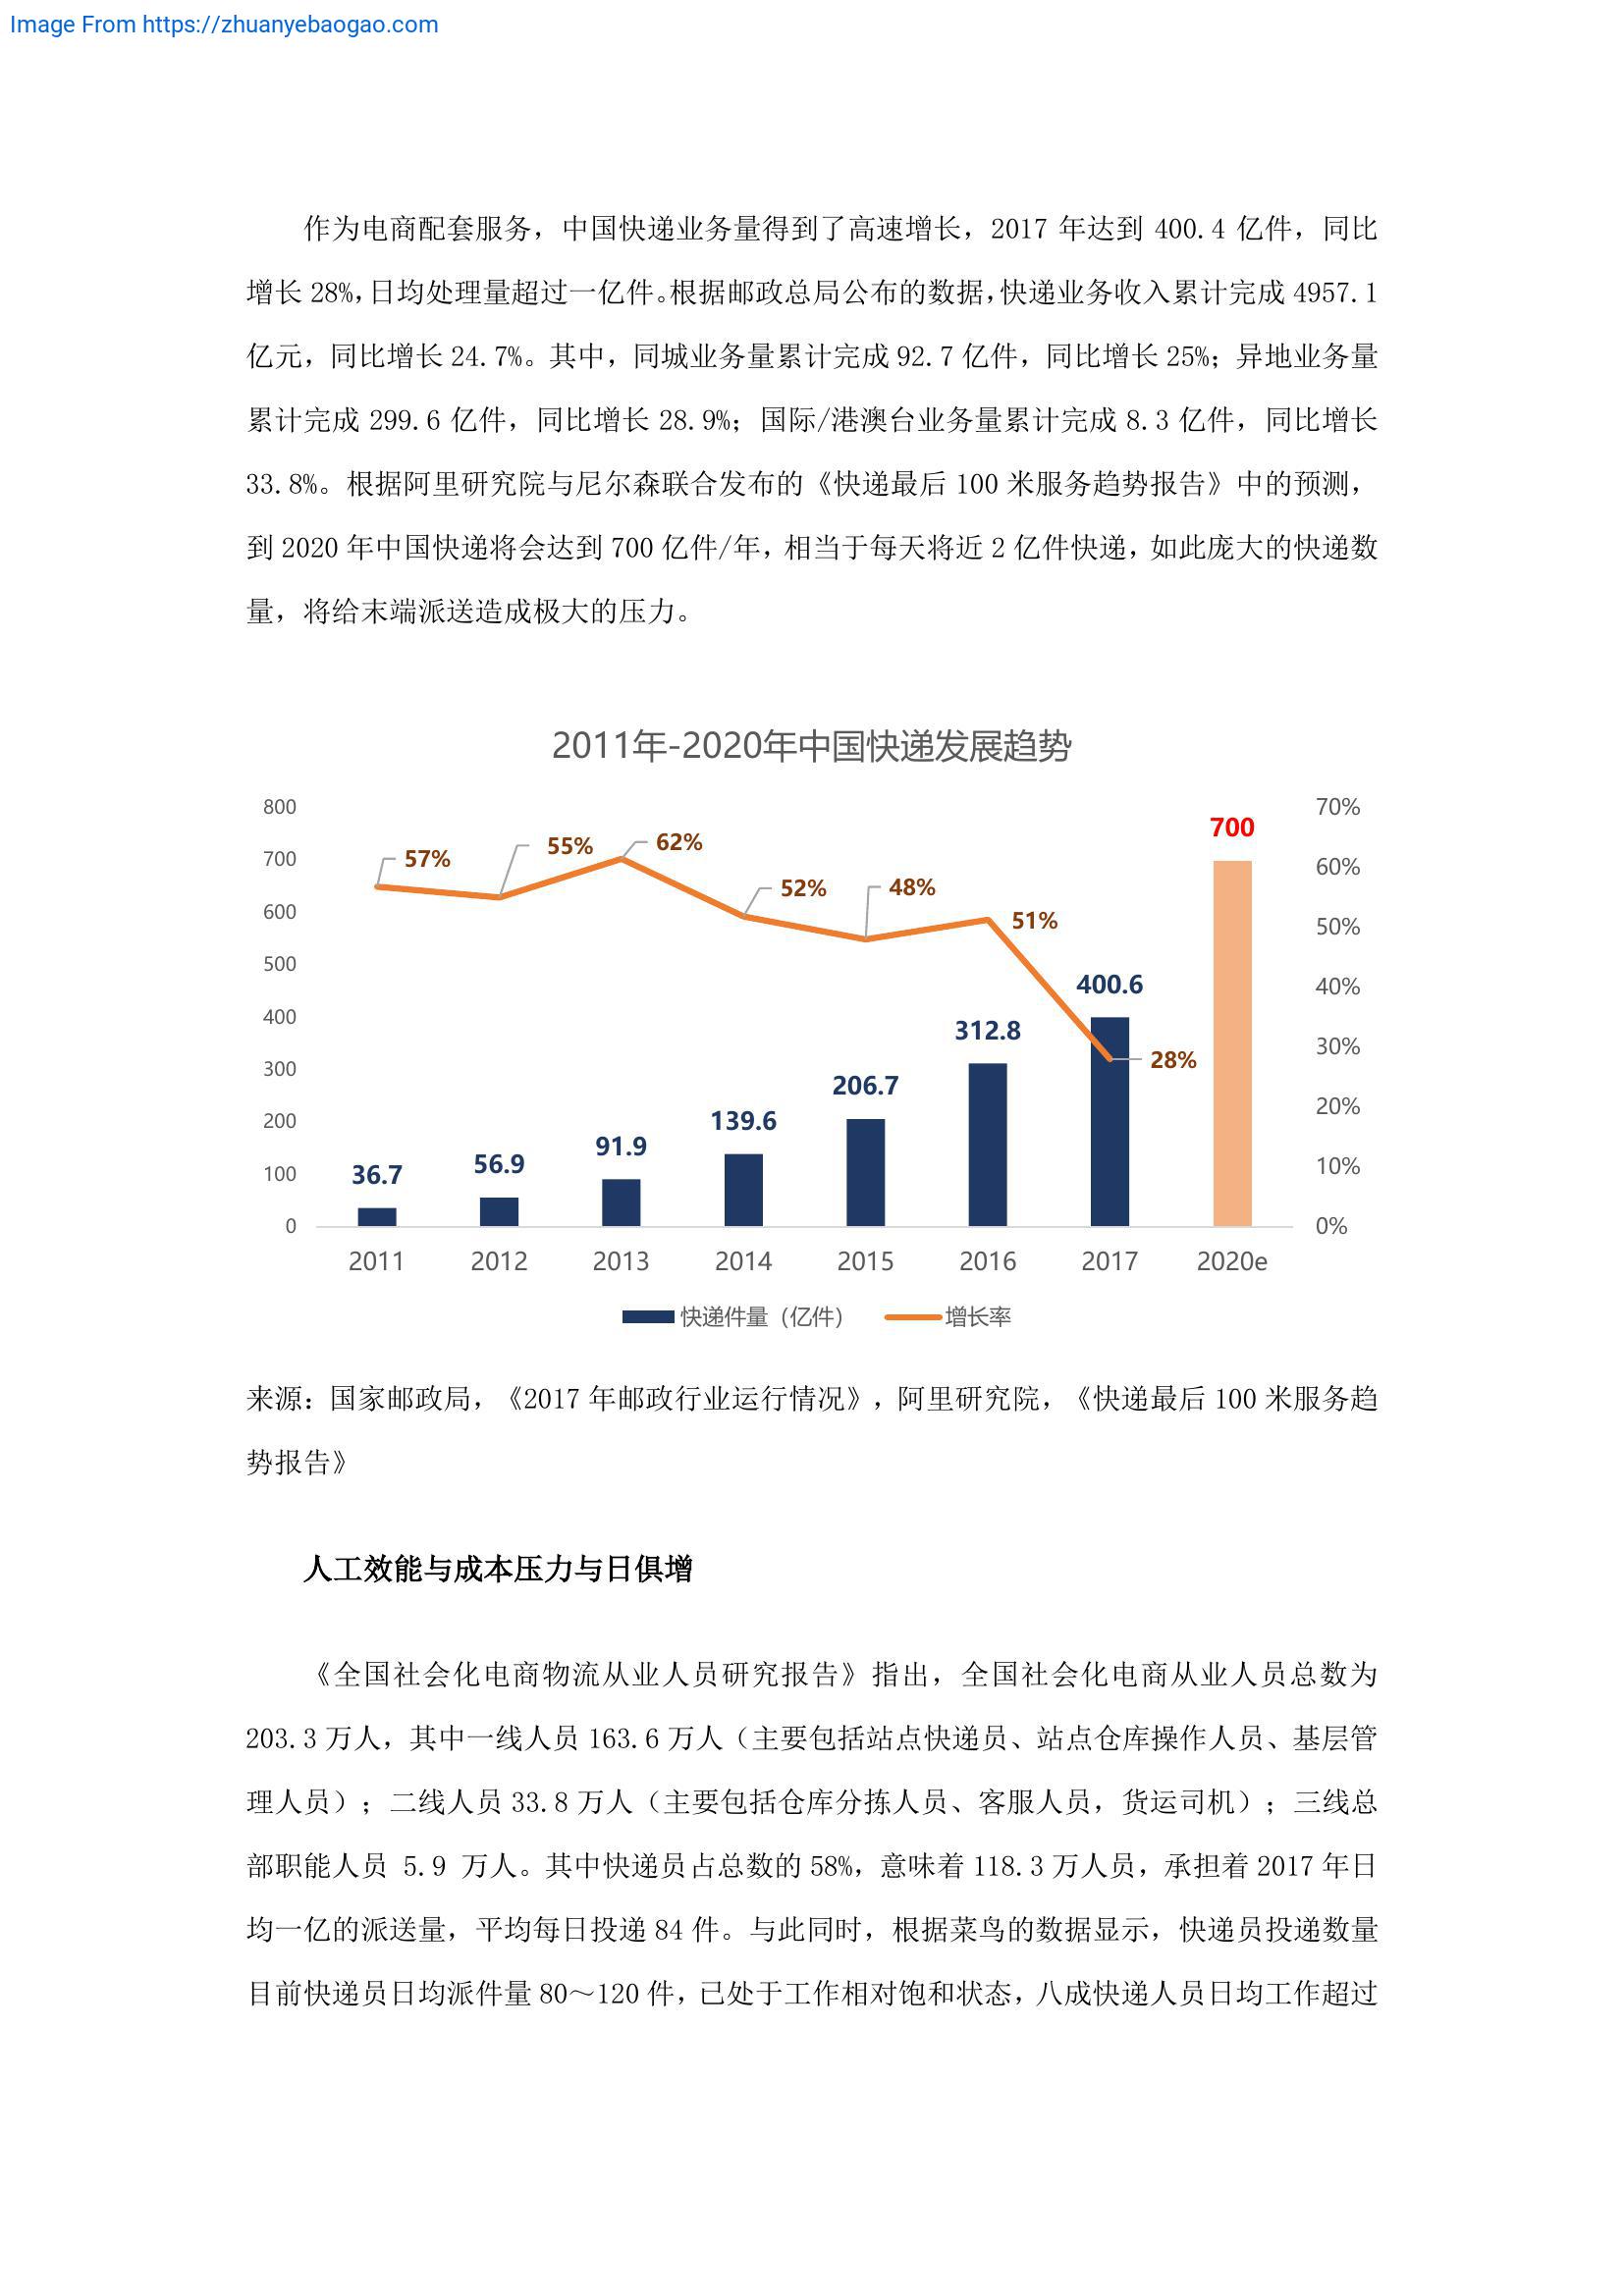 Image From https://zhuanyebaogao.com
作为电商配套服务，中国快递业务量得到了高速增长，2017 年达到 400.4 亿件，同比
增长 28%，日均处理量超过一亿件。根据邮政总局公布的数据，快递业务收入累计完成 4957.1
亿元，同比增长 24.7%。其中，同城业务量累计完成 92.7 亿件，同比增长 25%；异地业务量
累计完成 299.6 亿件，同比增长 28.9%；国际/港澳台业务量累计完成 8.3 亿件，同比增长
33.8%。根据阿里研究院与尼尔森联合发布的《快递最后 100 米服务趋势报告》中的预测，
到 2020 年中国快递将会达到 700 亿件/年，相当于每天将近 2 亿件快递，如此庞大的快递数
量，将给末端派送造成极大的压力。
2011年-2020年中国快递发展趋势
800 70%
700
700 57% 55% 62% 60%
600 52% 48% 51% 50%
500 400.6 40%
400 312.8 30%
300 206.7 28%
200 139.6 20%
100 36.7 56.9 91.9 10%
0 0%
2011 2012 2013 2014 2015 2016 2017 2020e
快递件量（亿件） 增长率
来源：国家邮政局，《2017 年邮政行业运行情况》，阿里研究院，《快递最后 100 米服务趋
势报告》
人工效能与成本压力与日俱增
《全国社会化电商物流从业人员研究报告》指出，全国社会化电商从业人员总数为
203.3 万人，其中一线人员 163.6 万人（主要包括站点快递员、站点仓库操作人员、基层管
理人员）；二线人员 33.8 万人（主要包括仓库分拣人员、客服人员，货运司机）；三线总
部职能人员 5.9 万人。其中快递员占总数的 58%，意味着 118.3 万人员，承担着 2017 年日
均一亿的派送量，平均每日投递 84 件。与此同时，根据菜鸟的数据显示，快递员投递数量
目前快递员日均派件量 80～120 件，已处于工作相对饱和状态，八成快递人员日均工作超过